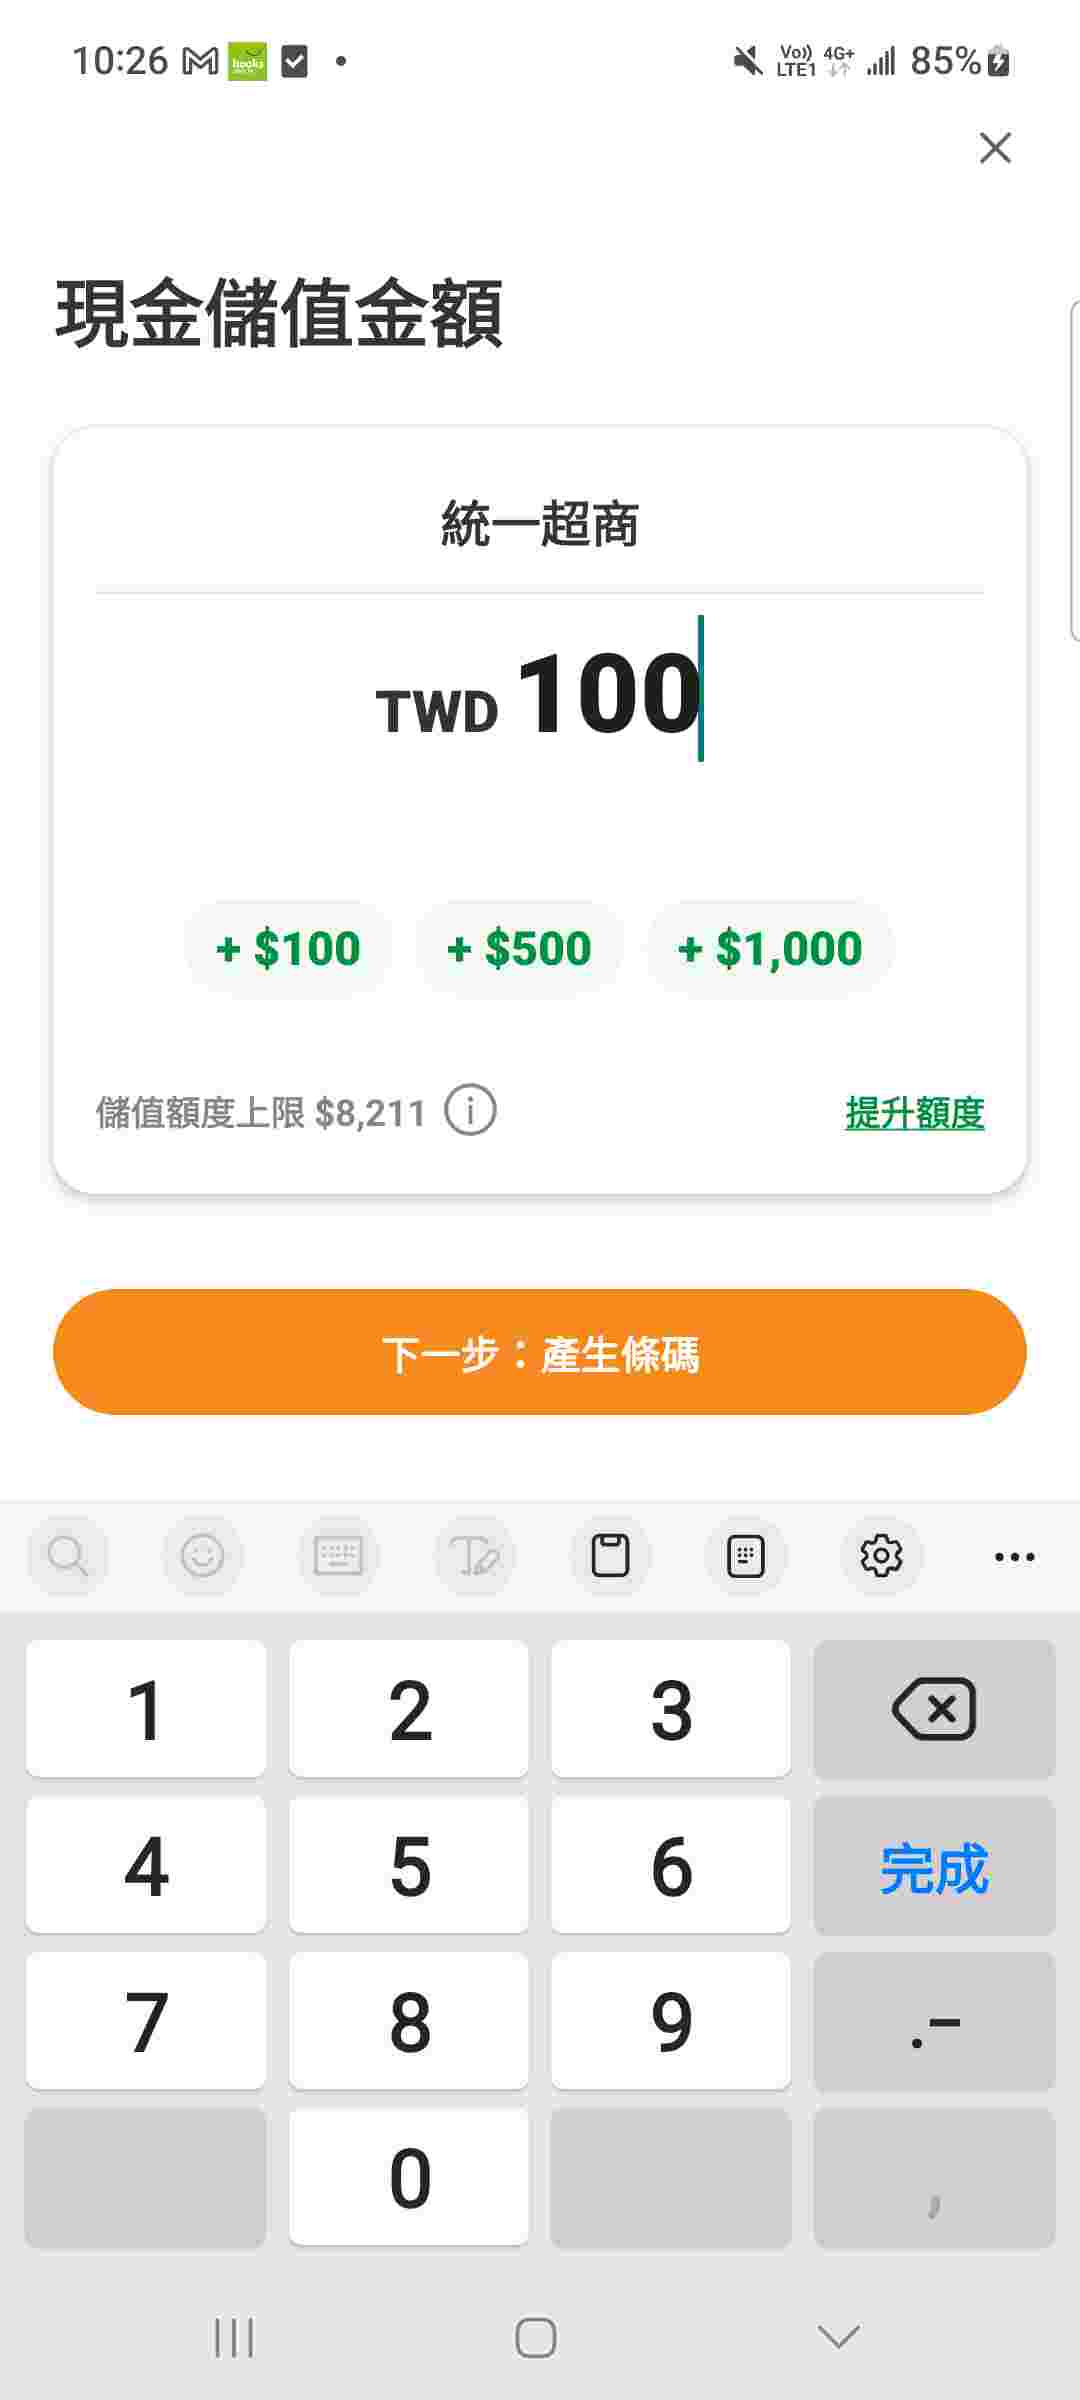 10:26 books Vo)) LTE1 4G+ 85%
現金儲值金額
統一超商
TWD 100
+ $100 + $500 + $1,000
儲值額度上限 $8,211 提升額度
下一步：產生條碼
1 2 3
4 5 6 完成
7 8 9 .-
0 ,